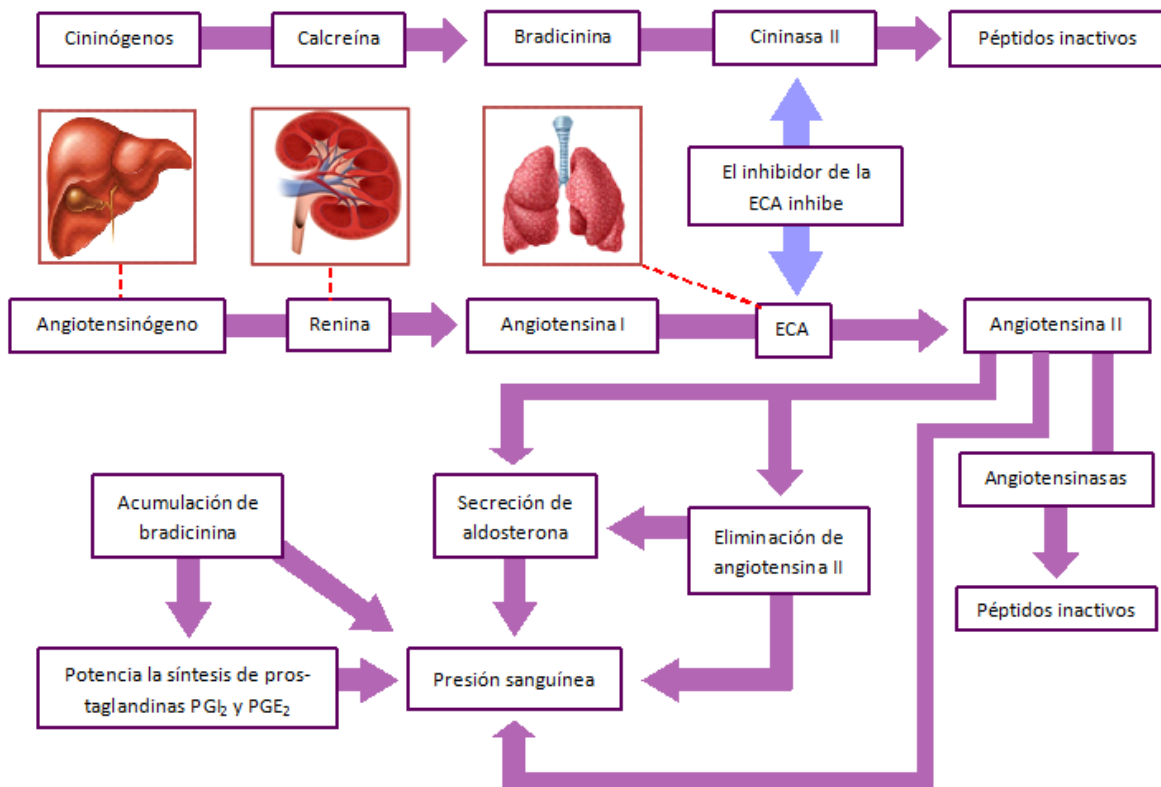 Cininógenos
Calcreína
Bradicinina
Cininasa II
Péptidos inactivos
El inhibidor de la
ECA inhibe
Angiotensinógeno
Renina
Angiotensina I
ECA
Angiotensina II
Acumulación de
bradicinina
Secreción de
aldosterona
Eliminación de
angiotensina II
Angiotensinasas
Péptidos inactivos
Potencia la síntesis de pros-
taglandinas PGI₂ y PGE₂
Presión sanguínea